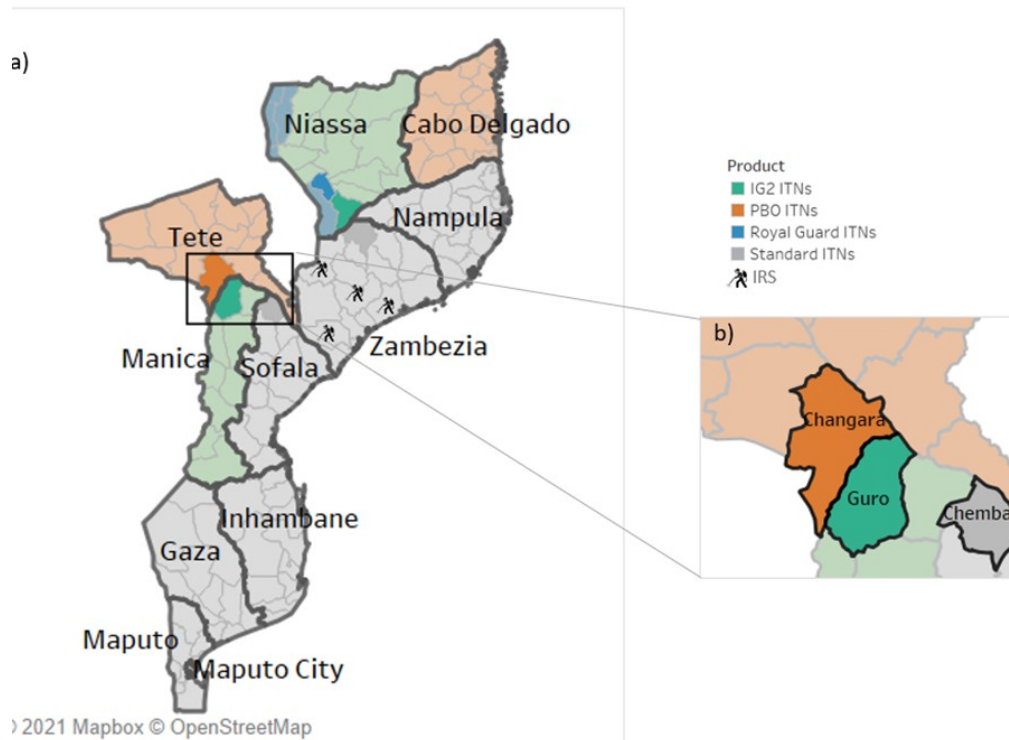 a)
Niassa
Cabo Delgado
Nampula
Tete
Manica
Sofala
Zambezia
Inhambane
Gaza
Maputo
Maputo City
© 2021 Mapbox © OpenStreetMap
Product
IG2 ITNs
PBO ITNs
Royal Guard ITNs
Standard ITNs
IRS
b)
Changara
Guro
Chemba